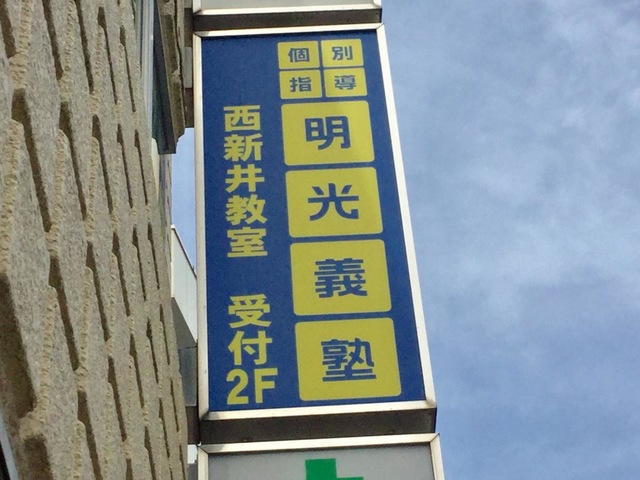 個別
指導
明光義塾
西新井教室 受付2F